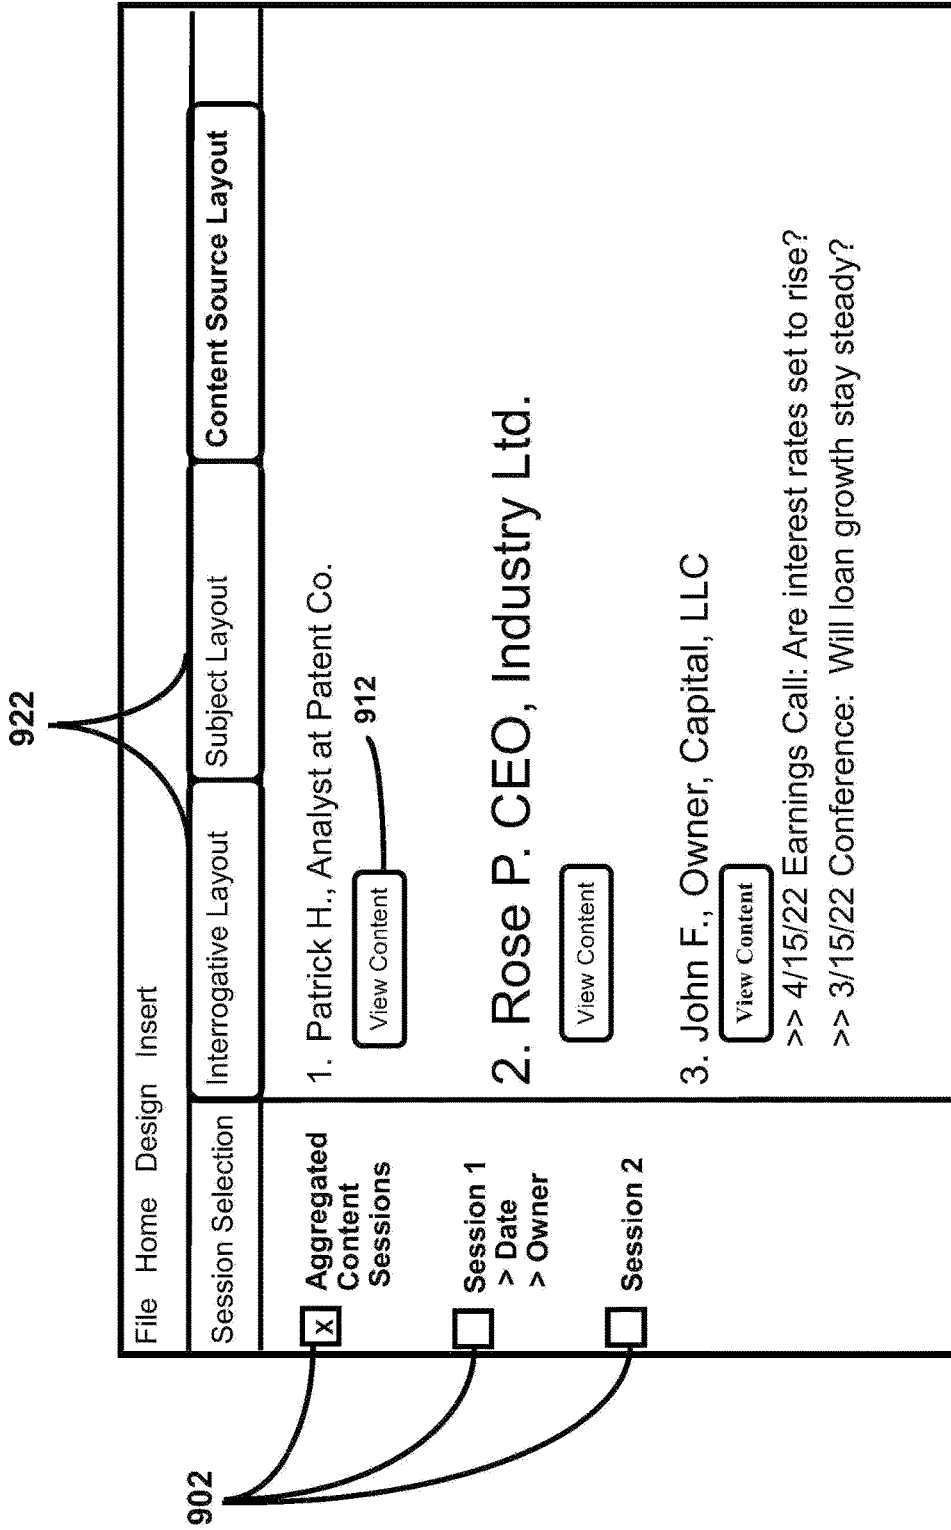 922
File Home Design Insert
Session Selection
Interrogative Layout
Subject Layout
Content Source Layout
902
X Aggregated
Content
Sessions
Session 1
> Date
> Owner
Session 2
1. Patrick H., Analyst at Patent Co.
View Content
912
2. Rose P. CEO, Industry Ltd.
View Content
3. John F., Owner, Capital, LLC
View Content
>> 4/15/22 Earnings Call: Are interest rates set to rise?
>> 3/15/22 Conference: Will loan growth stay steady?